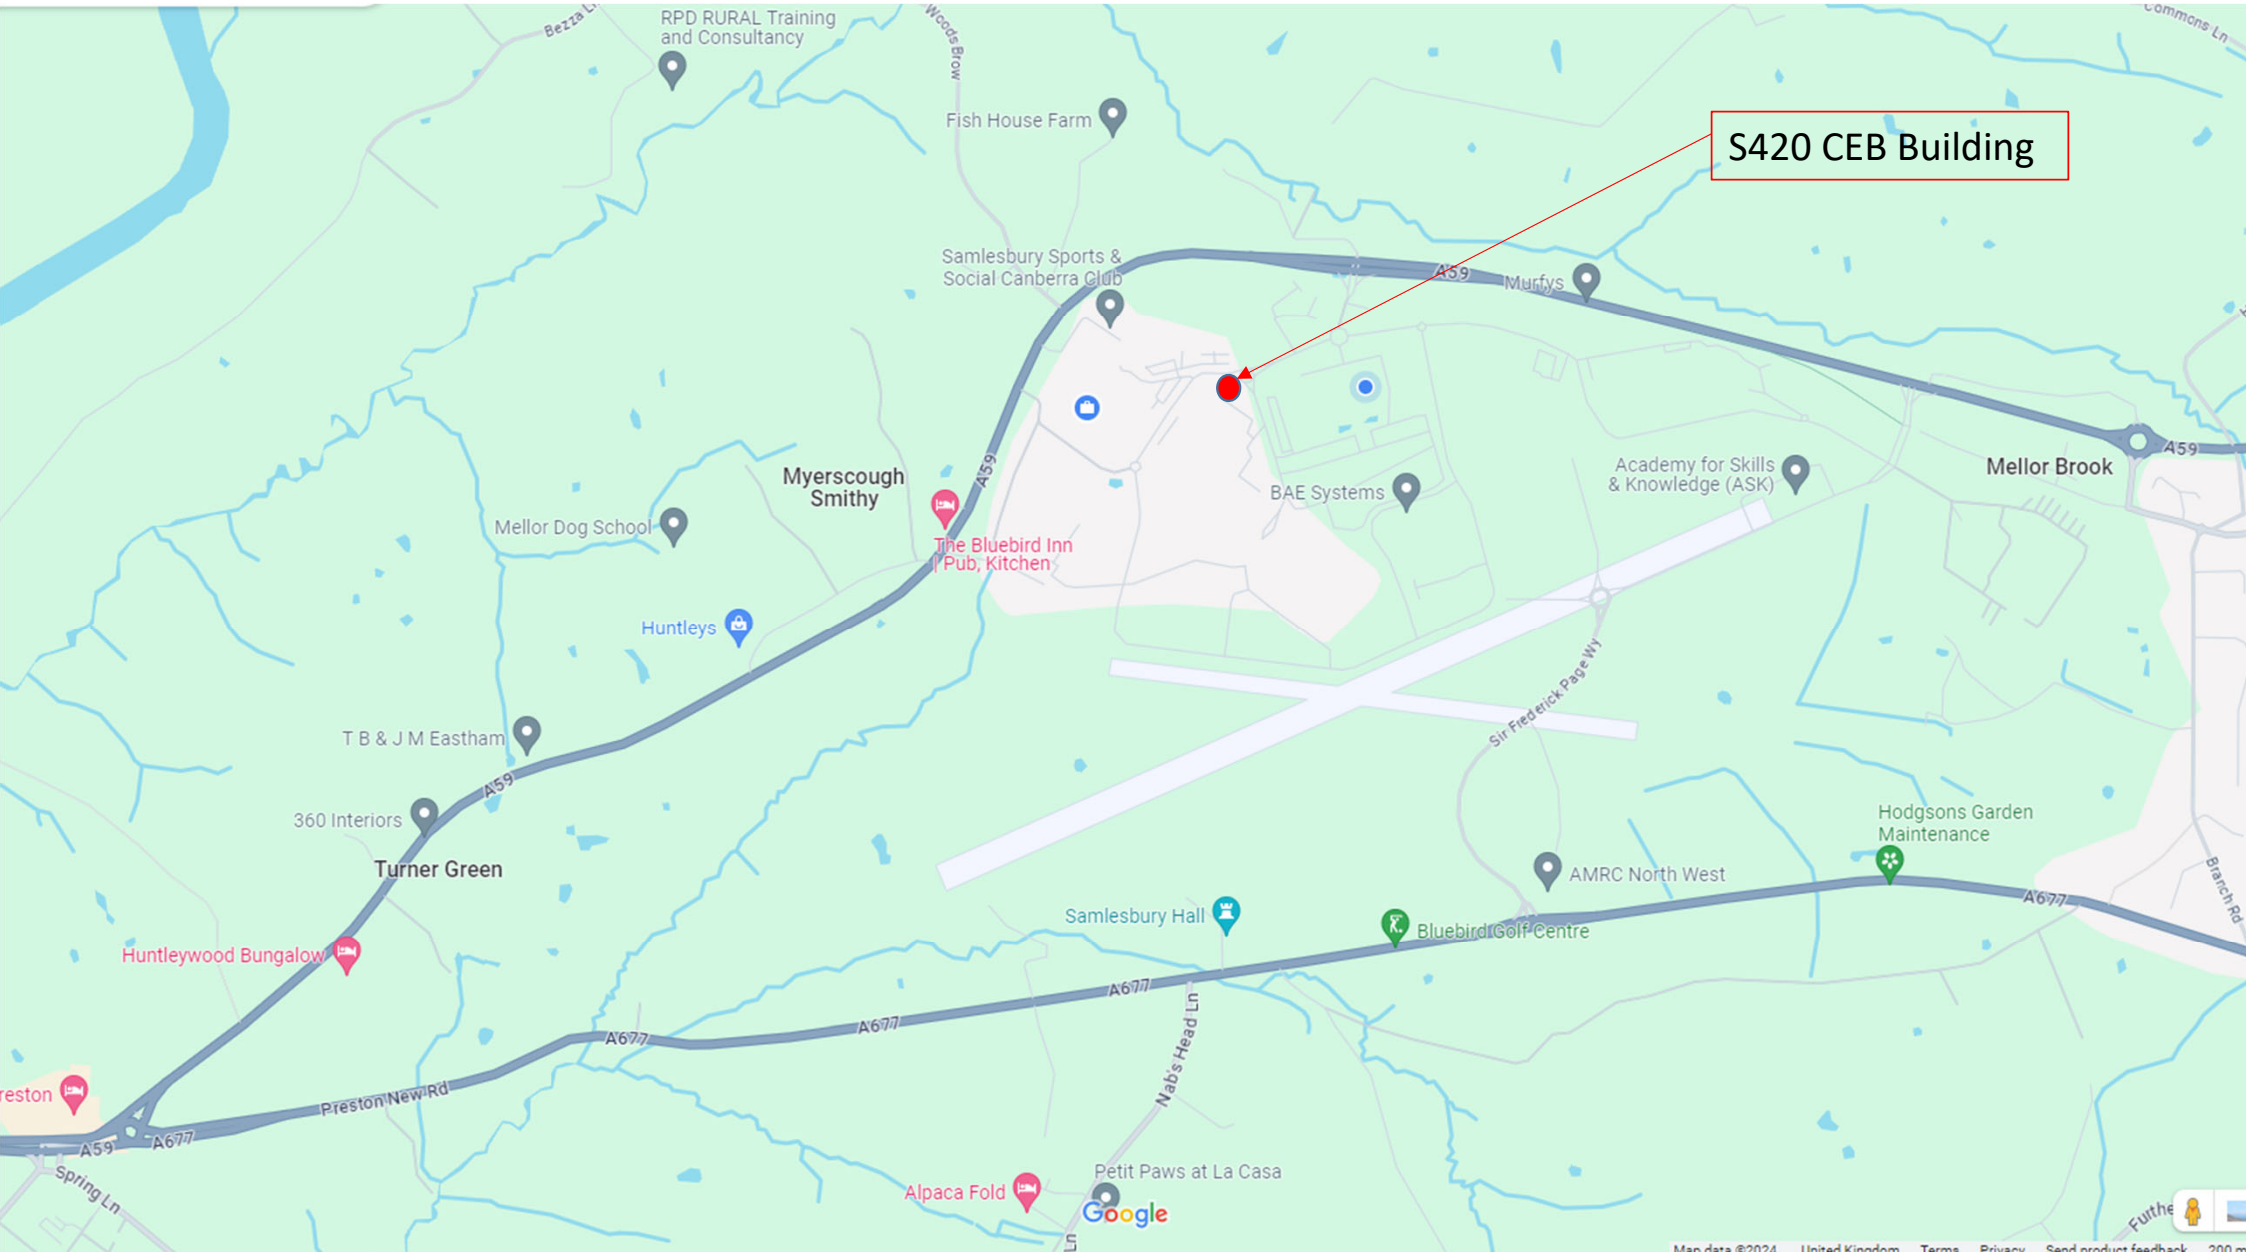 Bezza L
RPD RURAL Training
and Consultancy
Woods Brow
Commons Ln
Fish House Farm
S420 CEB Building
Samlesbury Sports &
Social Canberra Club
A59
Murfys
A59
Myerscough
Smithy
Mellor Dog School
The Bluebird Inn
| Pub, Kitchen
BAE Systems
Academy for Skills
& Knowledge (ASK)
Mellor Brook
A59
Huntleys
Sir Frederick Page Wy
T B & J M Eastham
A59
360 Interiors
Turner Green
Hodgsons Garden
Maintenance
AMRC North West
A677
Branch Rd
Samlesbury Hall
Bluebird Golf Centre
Huntleywood Bungalow
A677
A677
A677
Nab's Head Ln
reston
Preston New Rd
A59
A677
Spring Ln
Petit Paws at La Casa
Alpaca Fold
Google
Ln
Furthe
Map data ©2024 United Kingdom Terms Privacy Send product feedback 200 m